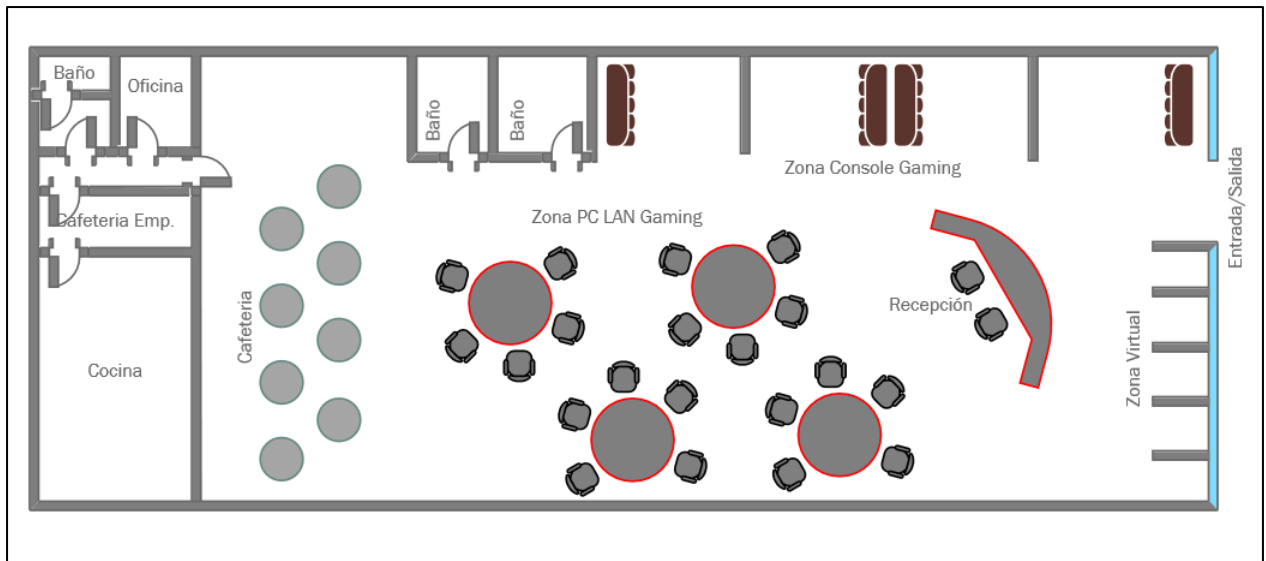 Baño
Oficina
Baño
Baño
Zona Console Gaming
Entrada/Salida
Cafeteria Emp.
Zona PC LAN Gaming
Recepción
Cafeteria
Zona Virtual
Cocina